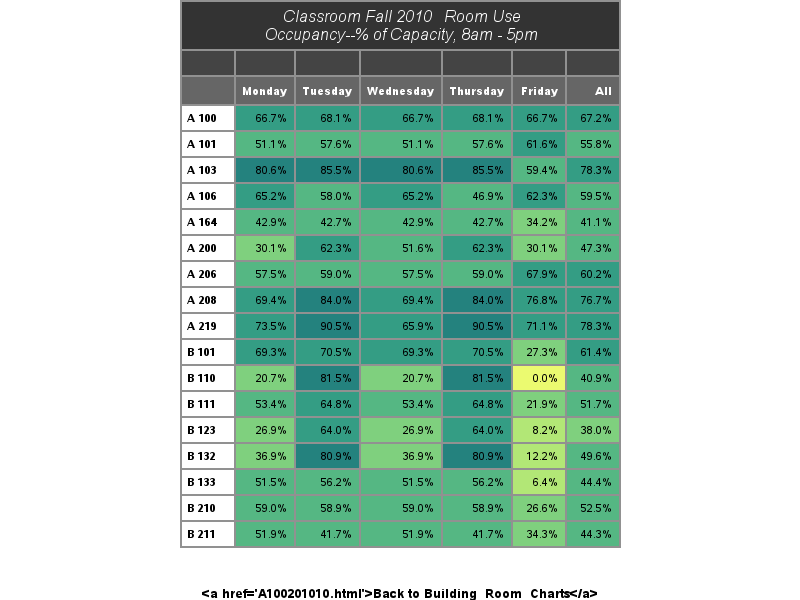 Classroom Fall 2010 Room Use
Occupancy--% of Capacity, 8am - 5pm
Monday Tuesday Wednesday Thursday Friday All
A 100 66.7% 68.1% 66.7% 68.1% 66.7% 67.2%
A 101 51.1% 57.6% 51.1% 57.6% 61.6% 55.8%
A 103 80.6% 85.5% 80.6% 85.5% 59.4% 78.3%
A 106 65.2% 58.0% 65.2% 46.9% 62.3% 59.5%
A 164 42.9% 42.7% 42.9% 42.7% 34.2% 41.1%
A 200 30.1% 62.3% 51.6% 62.3% 30.1% 47.3%
A 206 57.5% 59.0% 57.5% 59.0% 67.9% 60.2%
A 208 69.4% 84.0% 69.4% 84.0% 76.8% 76.7%
A 219 73.5% 90.5% 65.9% 90.5% 71.1% 78.3%
B 101 69.3% 70.5% 69.3% 70.5% 27.3% 61.4%
B 110 20.7% 81.5% 20.7% 81.5% 0.0% 40.9%
B 111 53.4% 64.8% 53.4% 64.8% 21.9% 51.7%
B 123 26.9% 64.0% 26.9% 64.0% 8.2% 38.0%
B 132 36.9% 80.9% 36.9% 80.9% 12.2% 49.6%
B 133 51.5% 56.2% 51.5% 56.2% 6.4% 44.4%
B 210 59.0% 58.9% 59.0% 58.9% 26.6% 52.5%
B 211 51.9% 41.7% 51.9% 41.7% 34.3% 44.3%
<a href='A100201010.html'>Back to Building Room Charts</a>